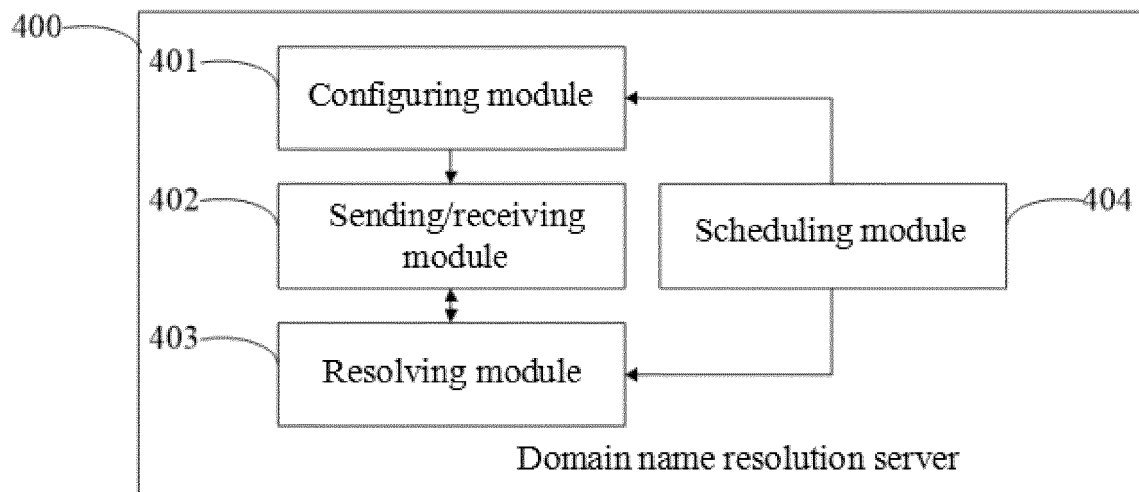 400
401
Configuring module
402
Sending/receiving
module
Scheduling module
404
403
Resolving module
Domain name resolution server